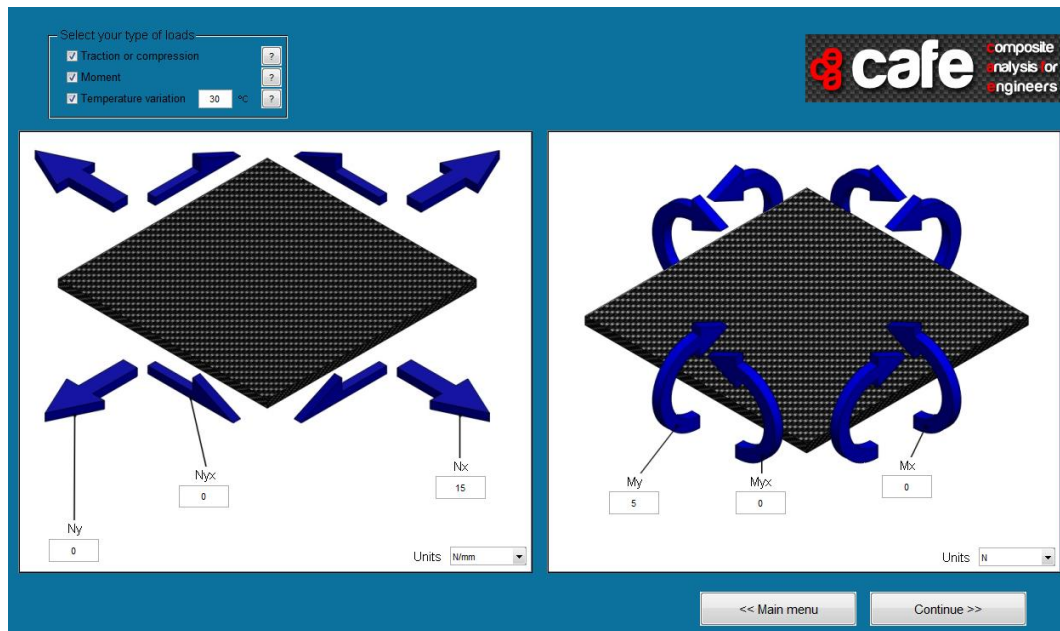 Select your type of loads
Traction or compression ?
Moment ?
Temperature variation 30 ºC ?
cafe
composite
analysis for
engineers
Nyx
0
Nx
15
Ny
0
Units N/mm
My
5
Myx
0
Mx
0
Units N
<< Main menu
Continue >>